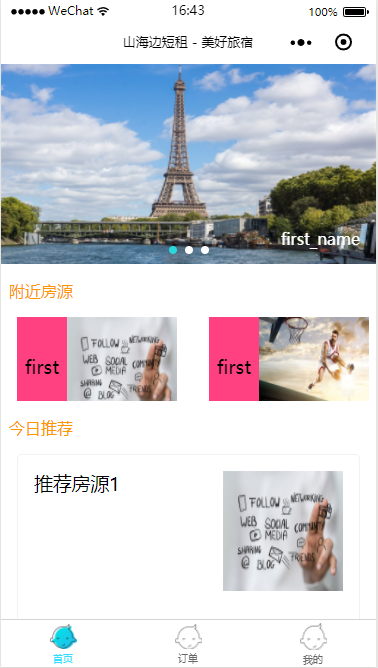 WeChat
16:43
100%
山海边短租 - 美好旅宿
first_name
附近房源
first
FOLLOW
NETWORKING
WEB
SOCIAL
MEDIA
COMPANY
SHARING
@
BLOG
FRIENDS
first
今日推荐
推荐房源1
FOLLOW
NETWORKING
WEB
SOCIAL
MEDIA
COMPANY
SHARING
@
BLOG
FRIENDS
首页
订单
我的